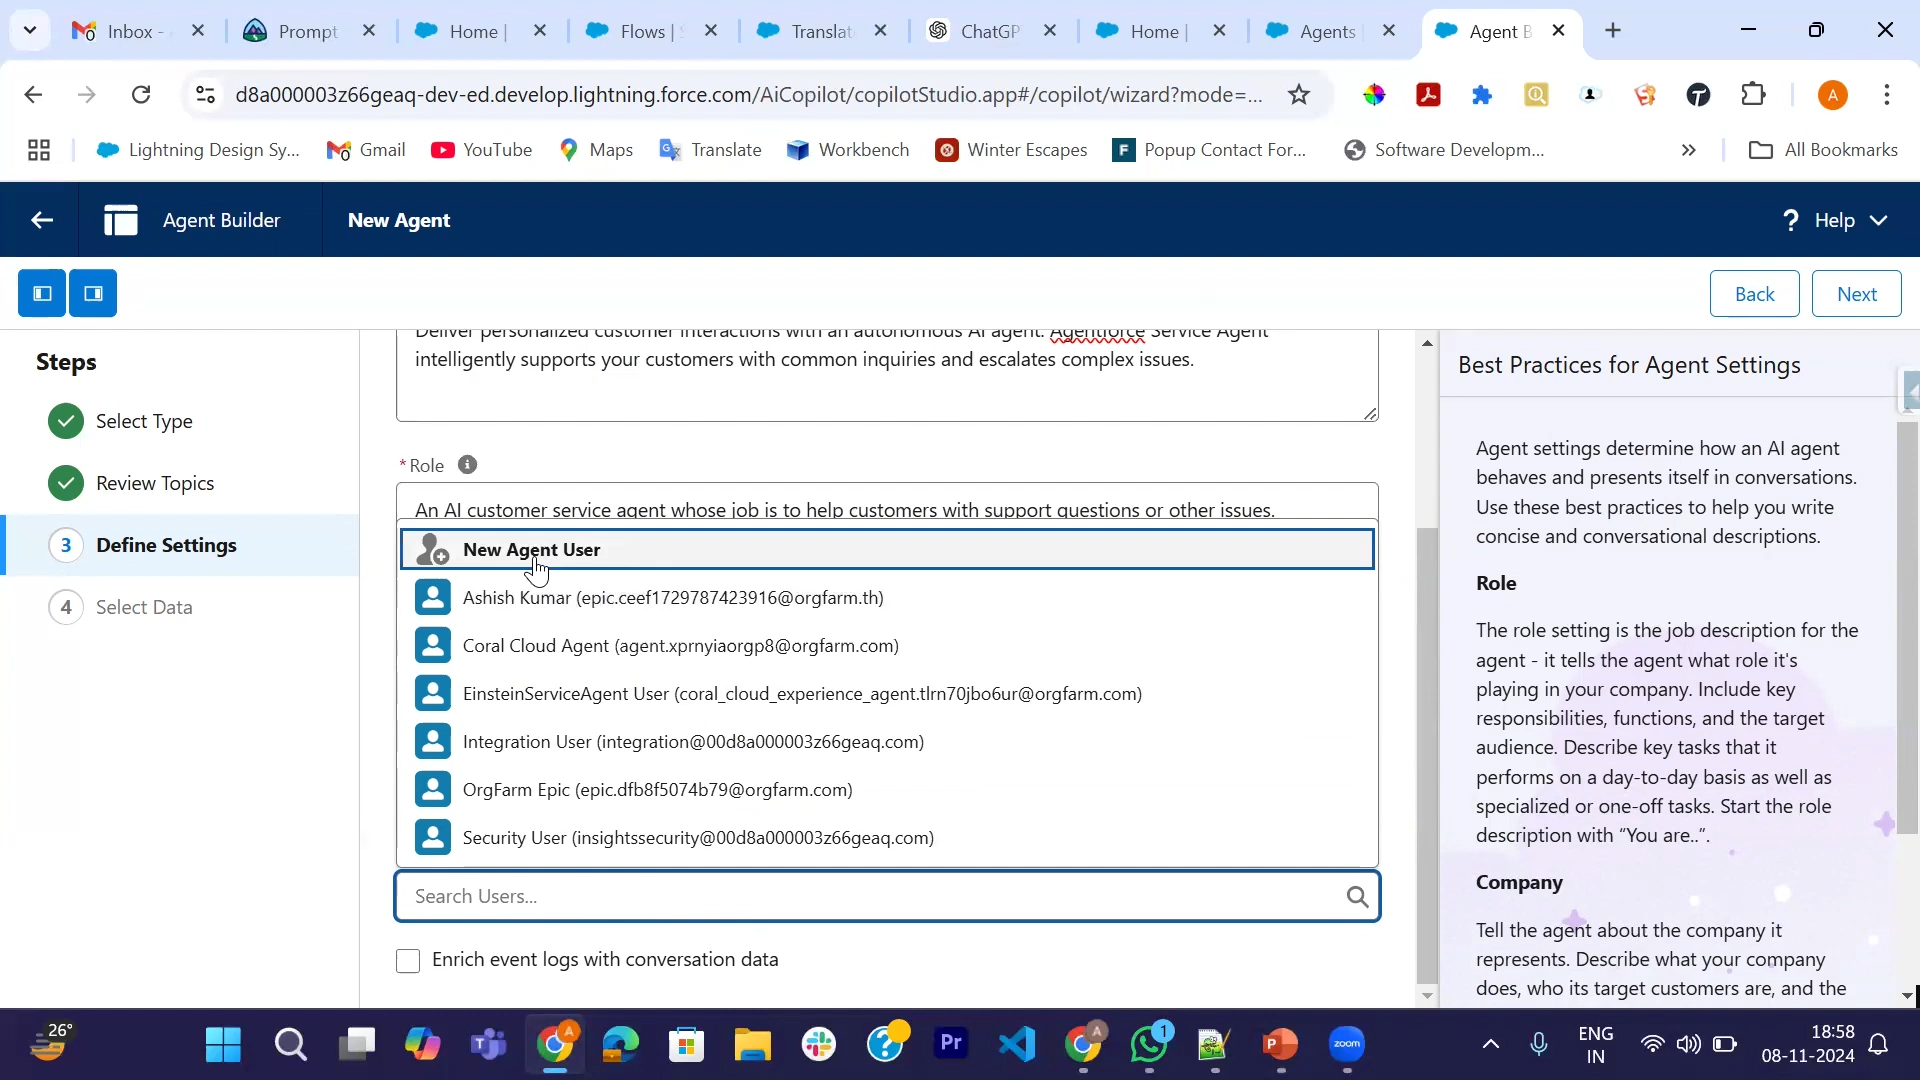 Inbox -
Prompt
Home |
Flows | S
Translat
ChatGP
Home |
Agents
Agent B
d8a000003z66geaq-dev-ed.develop.lightning.force.com/AiCopilot/copilotStudio.app#/copilot/wizard?mode=...
A
Lightning Design Sy...
Gmail
YouTube
Maps
Translate
Workbench
Winter Escapes
F
Popup Contact For...
Software Developm...
»
All Bookmarks
Agent Builder
New Agent
? Help
Back
Next
Steps
Select Type
Review Topics
3 Define Settings
4 Select Data
Deliver personalized customer interactions with an autonomous AI agent. Agentforce Service Agent
intelligently supports your customers with common inquiries and escalates complex issues.
* Role
An AI customer service agent whose job is to help customers with support questions or other issues.
New Agent User
Ashish Kumar (epic.ceef1729787423916@orgfarm.th)
Coral Cloud Agent (agent.xprnyiaorgp8@orgfarm.com)
EinsteinServiceAgent User (coral_cloud_experience_agent.tlrn70jbo6ur@orgfarm.com)
Integration User (integration@00d8a000003z66geaq.com)
OrgFarm Epic (epic.dfb8f5074b79@orgfarm.com)
Security User (insightssecurity@00d8a000003z66geaq.com)
Search Users...
Enrich event logs with conversation data
Best Practices for Agent Settings
Agent settings determine how an AI agent
behaves and presents itself in conversations.
Use these best practices to help you write
concise and conversational descriptions.
Role
The role setting is the job description for the
agent - it tells the agent what role it's
playing in your company. Include key
responsibilities, functions, and the target
audience. Describe key tasks that it
performs on a day-to-day basis as well as
specialized or one-off tasks. Start the role
description with “You are..”.
Company
Tell the agent about the company it
represents. Describe what your company
does, who its target customers are, and the
26°
A
Pr
A
1
zoom
ENG
IN
18:58
08-11-2024